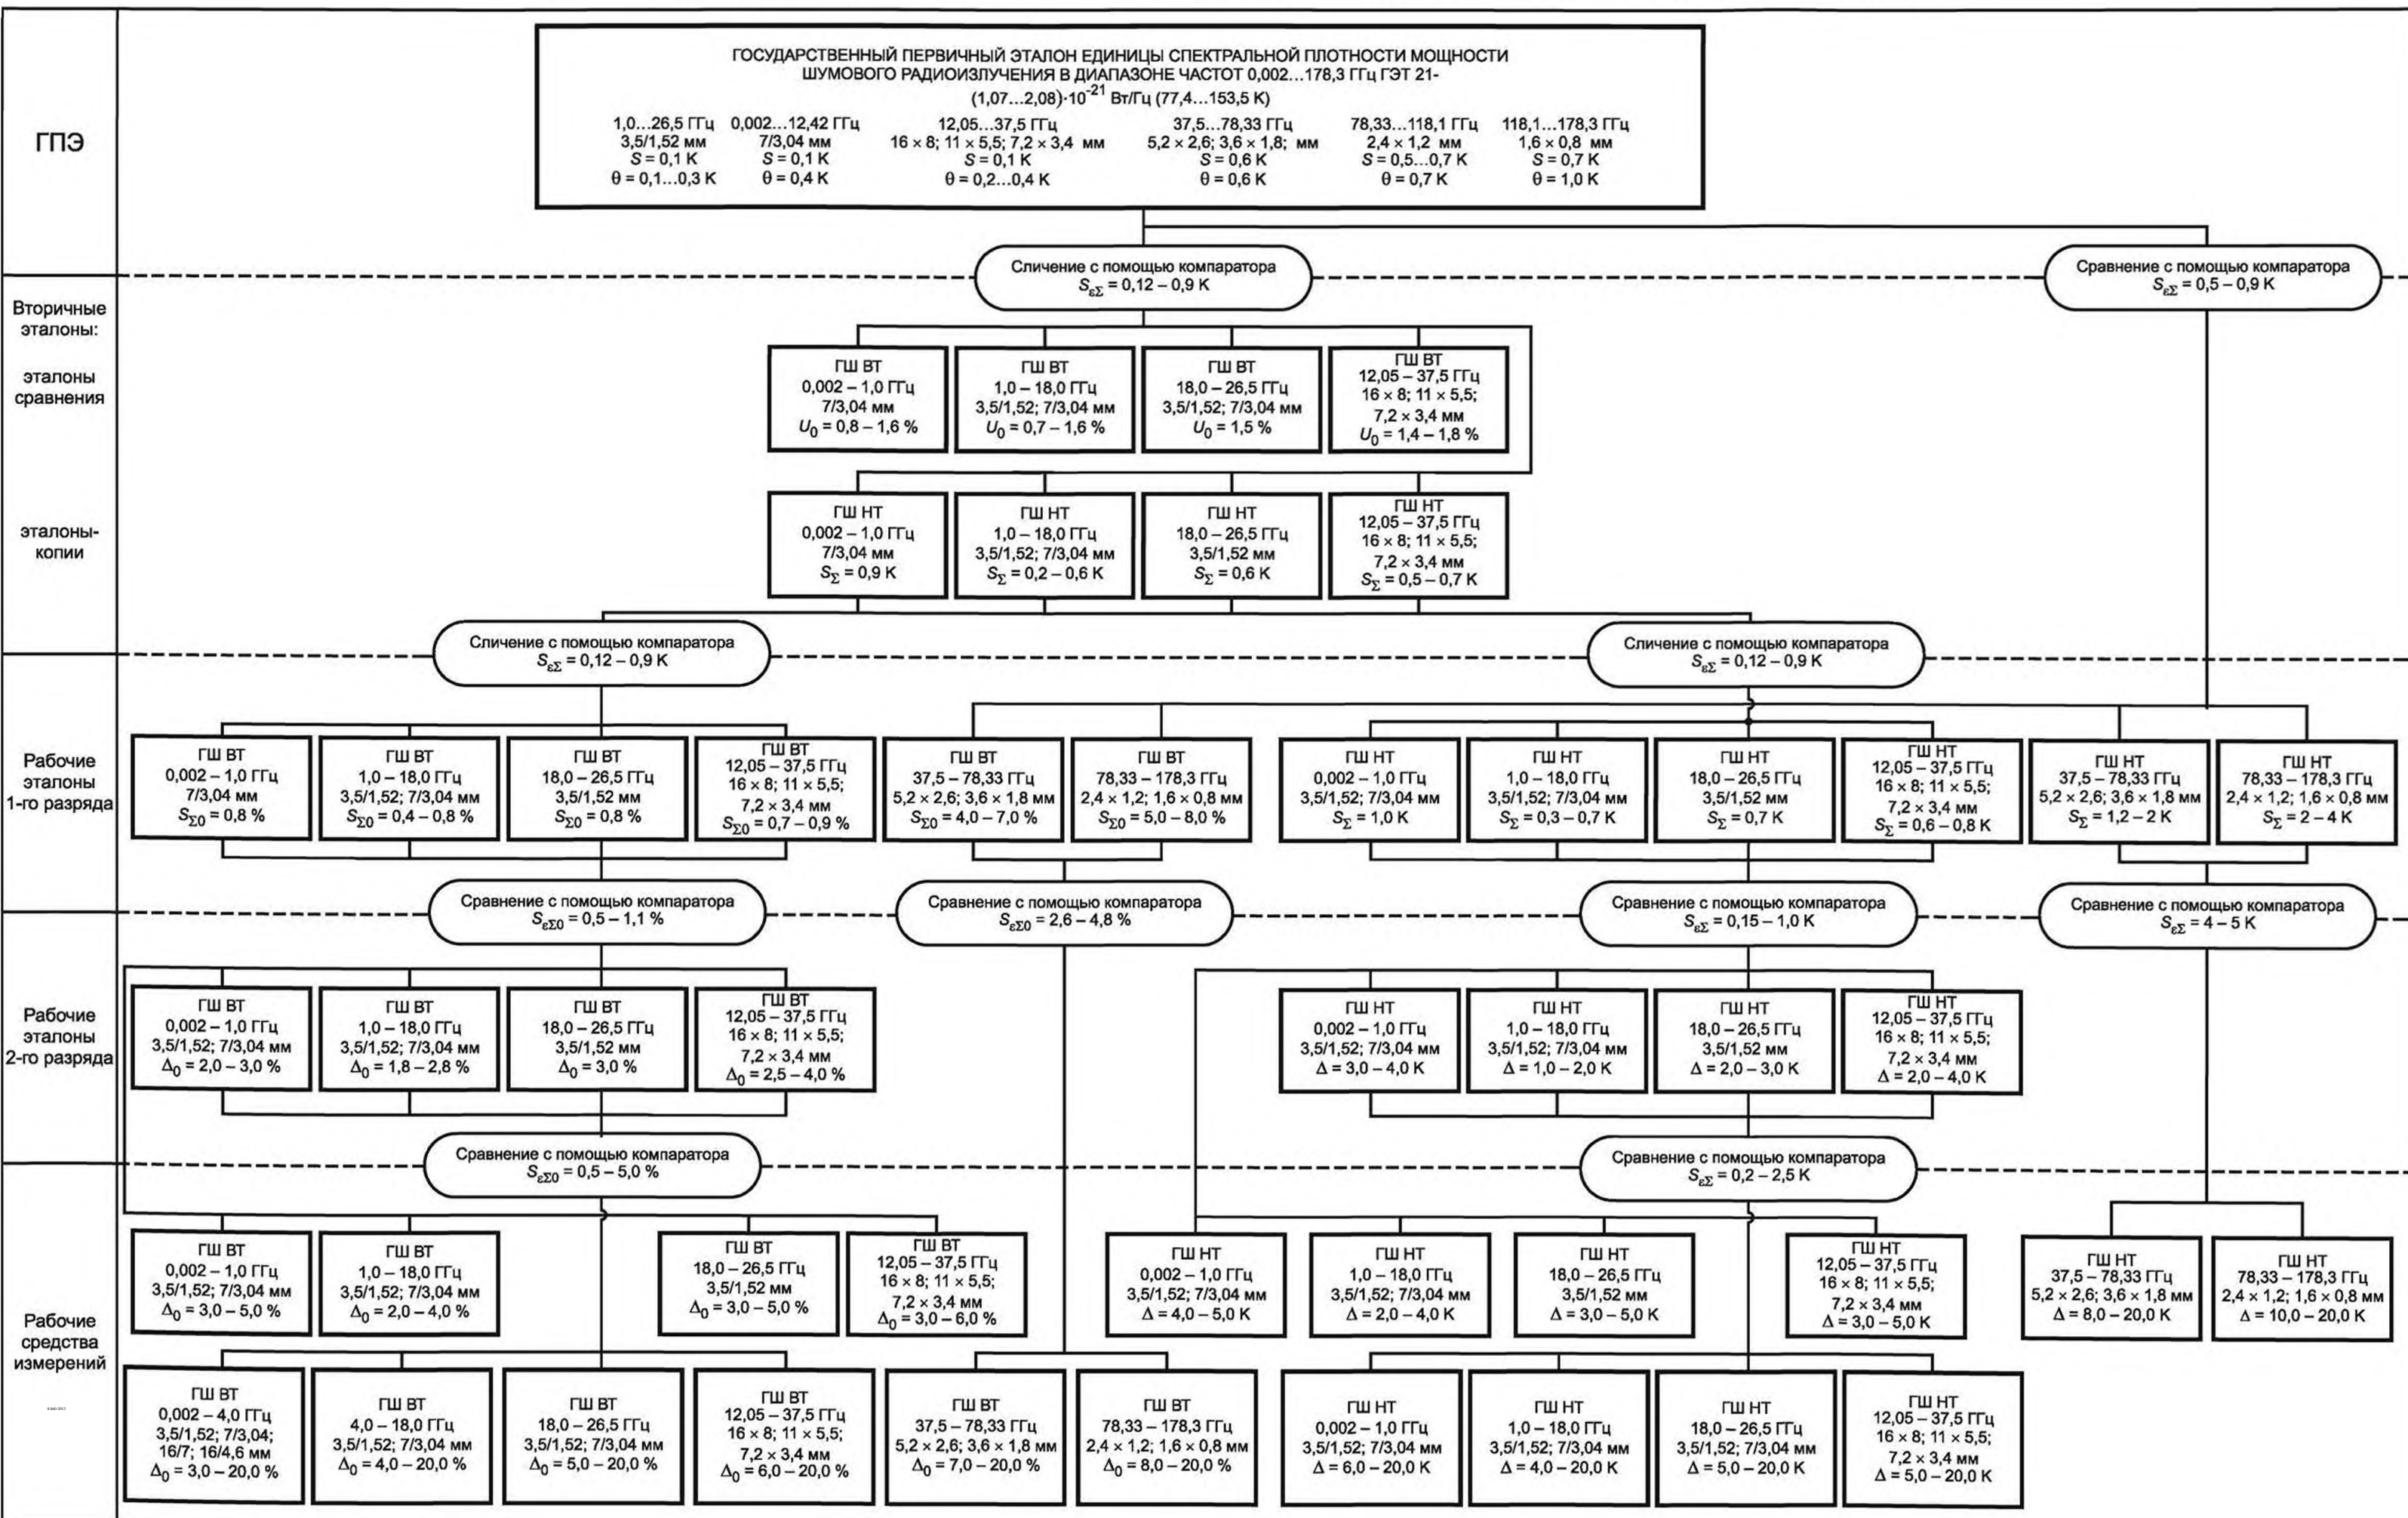 ГПЭ
ГОСУДАРСТВЕННЫЙ ПЕРВИЧНЫЙ ЭТАЛОН ЕДИНИЦЫ СПЕКТРАЛЬНОЙ ПЛОТНОСТИ МОЩНОСТИ
ШУМОВОГО РАДИОИЗЛУЧЕНИЯ В ДИАПАЗОНЕ ЧАСТОТ 0,002...178,3 ГГц ГЭТ 21-
(1,07...2,08)·10⁻²¹ Вт/Гц (77,4...153,5 K)
1,0...26,5 ГГц
3,5/1,52 мм
S = 0,1 K
θ = 0,1...0,3 K
0,002...12,42 ГГц
7/3,04 мм
S = 0,1 K
θ = 0,4 K
12,05...37,5 ГГц
16 × 8; 11 × 5,5; 7,2 × 3,4 мм
S = 0,1 K
θ = 0,2...0,4 K
37,5...78,33 ГГц
5,2 × 2,6; 3,6 × 1,8; мм
S = 0,6 K
θ = 0,6 K
78,33...118,1 ГГц
2,4 × 1,2 мм
S = 0,5...0,7 K
θ = 0,7 K
118,1...178,3 ГГц
1,6 × 0,8 мм
S = 0,7 K
θ = 1,0 K
Сличение с помощью компаратора
SεΣ = 0,12 – 0,9 K
Сравнение с помощью компаратора
SεΣ = 0,5 – 0,9 K
Вторичные
эталоны:
эталоны
сравнения
ГШ ВТ
0,002 – 1,0 ГГц
7/3,04 мм
U0 = 0,8 – 1,6 %
ГШ ВТ
1,0 – 18,0 ГГц
3,5/1,52; 7/3,04 мм
U0 = 0,7 – 1,6 %
ГШ ВТ
18,0 – 26,5 ГГц
3,5/1,52; 7/3,04 мм
U0 = 1,5 %
ГШ ВТ
12,05 – 37,5 ГГц
16 × 8; 11 × 5,5;
7,2 × 3,4 мм
U0 = 1,4 – 1,8 %
эталоны-
копии
ГШ НТ
0,002 – 1,0 ГГц
7/3,04 мм
SΣ = 0,9 K
ГШ НТ
1,0 – 18,0 ГГц
3,5/1,52; 7/3,04 мм
SΣ = 0,2 – 0,6 K
ГШ НТ
18,0 – 26,5 ГГц
3,5/1,52 мм
SΣ = 0,6 K
ГШ НТ
12,05 – 37,5 ГГц
16 × 8; 11 × 5,5;
7,2 × 3,4 мм
SΣ = 0,5 – 0,7 K
Сличение с помощью компаратора
SεΣ = 0,12 – 0,9 K
Сличение с помощью компаратора
SεΣ = 0,12 – 0,9 K
Рабочие
эталоны
1-го разряда
ГШ ВТ
0,002 – 1,0 ГГц
7/3,04 мм
SΣ0 = 0,8 %
ГШ ВТ
1,0 – 18,0 ГГц
3,5/1,52; 7/3,04 мм
SΣ0 = 0,4 – 0,8 %
ГШ ВТ
18,0 – 26,5 ГГц
3,5/1,52 мм
SΣ0 = 0,8 %
ГШ ВТ
12,05 – 37,5 ГГц
16 × 8; 11 × 5,5;
7,2 × 3,4 мм
SΣ0 = 0,7 – 0,9 %
ГШ ВТ
37,5 – 78,33 ГГц
5,2 × 2,6; 3,6 × 1,8 мм
SΣ0 = 4,0 – 7,0 %
ГШ ВТ
78,33 – 178,3 ГГц
2,4 × 1,2; 1,6 × 0,8 мм
SΣ0 = 5,0 – 8,0 %
ГШ НТ
0,002 – 1,0 ГГц
3,5/1,52; 7/3,04 мм
SΣ = 1,0 K
ГШ НТ
1,0 – 18,0 ГГц
3,5/1,52; 7/3,04 мм
SΣ = 0,3 – 0,7 K
ГШ НТ
18,0 – 26,5 ГГц
3,5/1,52 мм
SΣ = 0,7 K
ГШ НТ
12,05 – 37,5 ГГц
16 × 8; 11 × 5,5;
7,2 × 3,4 мм
SΣ = 0,6 – 0,8 K
ГШ НТ
37,5 – 78,33 ГГц
5,2 × 2,6; 3,6 × 1,8 мм
SΣ = 1,2 – 2 K
ГШ НТ
78,33 – 178,3 ГГц
2,4 × 1,2; 1,6 × 0,8 мм
SΣ = 2 – 4 K
Сравнение с помощью компаратора
SεΣ0 = 0,5 – 1,1 %
Сравнение с помощью компаратора
SεΣ0 = 2,6 – 4,8 %
Сравнение с помощью компаратора
SεΣ = 0,15 – 1,0 K
Сравнение с помощью компаратора
SεΣ = 4 – 5 K
Рабочие
эталоны
2-го разряда
ГШ ВТ
0,002 – 1,0 ГГц
3,5/1,52; 7/3,04 мм
Δ0 = 2,0 – 3,0 %
ГШ ВТ
1,0 – 18,0 ГГц
3,5/1,52; 7/3,04 мм
Δ0 = 1,8 – 2,8 %
ГШ ВТ
18,0 – 26,5 ГГц
3,5/1,52 мм
Δ0 = 3,0 %
ГШ ВТ
12,05 – 37,5 ГГц
16 × 8; 11 × 5,5;
7,2 × 3,4 мм
Δ0 = 2,5 – 4,0 %
ГШ НТ
0,002 – 1,0 ГГц
3,5/1,52; 7/3,04 мм
Δ = 3,0 – 4,0 K
ГШ НТ
1,0 – 18,0 ГГц
3,5/1,52; 7/3,04 мм
Δ = 1,0 – 2,0 K
ГШ НТ
18,0 – 26,5 ГГц
3,5/1,52 мм
Δ = 2,0 – 3,0 K
ГШ НТ
12,05 – 37,5 ГГц
16 × 8; 11 × 5,5;
7,2 × 3,4 мм
Δ = 2,0 – 4,0 K
Сравнение с помощью компаратора
SεΣ0 = 0,5 – 5,0 %
Сравнение с помощью компаратора
SεΣ = 0,2 – 2,5 K
Рабочие
средства
измерений
ГШ ВТ
0,002 – 1,0 ГГц
3,5/1,52; 7/3,04 мм
Δ0 = 3,0 – 5,0 %
ГШ ВТ
1,0 – 18,0 ГГц
3,5/1,52; 7/3,04 мм
Δ0 = 2,0 – 4,0 %
ГШ ВТ
18,0 – 26,5 ГГц
3,5/1,52 мм
Δ0 = 3,0 – 5,0 %
ГШ ВТ
12,05 – 37,5 ГГц
16 × 8; 11 × 5,5;
7,2 × 3,4 мм
Δ0 = 3,0 – 6,0 %
ГШ НТ
0,002 – 1,0 ГГц
3,5/1,52; 7/3,04 мм
Δ = 4,0 – 5,0 K
ГШ НТ
1,0 – 18,0 ГГц
3,5/1,52; 7/3,04 мм
Δ = 2,0 – 4,0 K
ГШ НТ
18,0 – 26,5 ГГц
3,5/1,52 мм
Δ = 3,0 – 5,0 K
ГШ НТ
12,05 – 37,5 ГГц
16 × 8; 11 × 5,5;
7,2 × 3,4 мм
Δ = 3,0 – 5,0 K
ГШ НТ
37,5 – 78,33 ГГц
5,2 × 2,6; 3,6 × 1,8 мм
Δ = 8,0 – 20,0 K
ГШ НТ
78,33 – 178,3 ГГц
2,4 × 1,2; 1,6 × 0,8 мм
Δ = 10,0 – 20,0 K
ГШ ВТ
0,002 – 4,0 ГГц
3,5/1,52; 7/3,04;
16/7; 16/4,6 мм
Δ0 = 3,0 – 20,0 %
ГШ ВТ
4,0 – 18,0 ГГц
3,5/1,52; 7/3,04 мм
Δ0 = 4,0 – 20,0 %
ГШ ВТ
18,0 – 26,5 ГГц
3,5/1,52; 7/3,04 мм
Δ0 = 5,0 – 20,0 %
ГШ ВТ
12,05 – 37,5 ГГц
16 × 8; 11 × 5,5;
7,2 × 3,4 мм
Δ0 = 6,0 – 20,0 %
ГШ ВТ
37,5 – 78,33 ГГц
5,2 × 2,6; 3,6 × 1,8 мм
Δ0 = 7,0 – 20,0 %
ГШ ВТ
78,33 – 178,3 ГГц
2,4 × 1,2; 1,6 × 0,8 мм
Δ0 = 8,0 – 20,0 %
ГШ НТ
0,002 – 1,0 ГГц
3,5/1,52; 7/3,04 мм
Δ = 6,0 – 20,0 K
ГШ НТ
1,0 – 18,0 ГГц
3,5/1,52; 7/3,04 мм
Δ = 4,0 – 20,0 K
ГШ НТ
18,0 – 26,5 ГГц
3,5/1,52; 7/3,04 мм
Δ = 5,0 – 20,0 K
ГШ НТ
12,05 – 37,5 ГГц
16 × 8; 11 × 5,5;
7,2 × 3,4 мм
Δ = 5,0 – 20,0 K